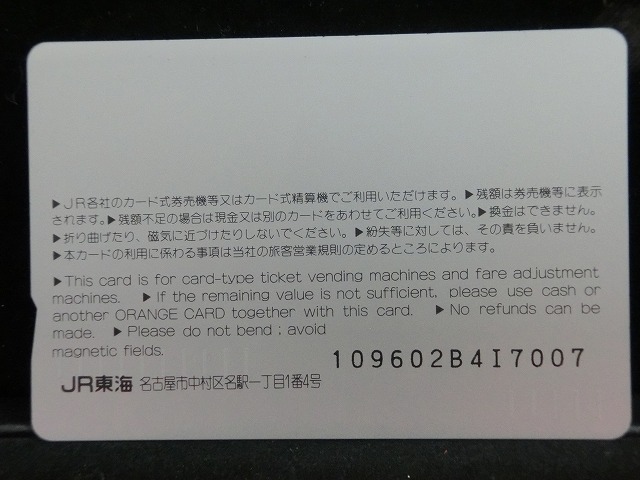 ▶JR各社のカード式券売機等又はカード式精算機でご利用いただけます。▶残額は券売機等に表示
されます。▶残額不足の場合は現金又は別のカードをあわせてご利用ください。▶換金はできません。
▶折り曲げたり、磁気に近づけたりしないでください。▶紛失等に対しては、その責を負いません。
▶本カードの利用に係わる事項は当社の旅客営業規則の定めるところによります。
▶This card is for card-type ticket vending machines and fare adjustment
machines. ▶If the remaining value is not sufficient, please use cash or
another ORANGE CARD together with this card. ▶No refunds can be
made. ▶Please do not bend; avoid
magnetic fields.
109602B4I7007
JR東海 名古屋市中村区名駅一丁目1番4号